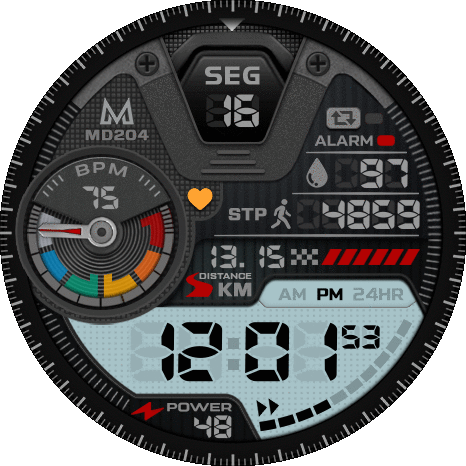 SEG
16
MD204
ALARM
BPM
75
97
STP 4859
13.15
DISTANCE
KM
AM PM 24HR
12:01 53
POWER
48